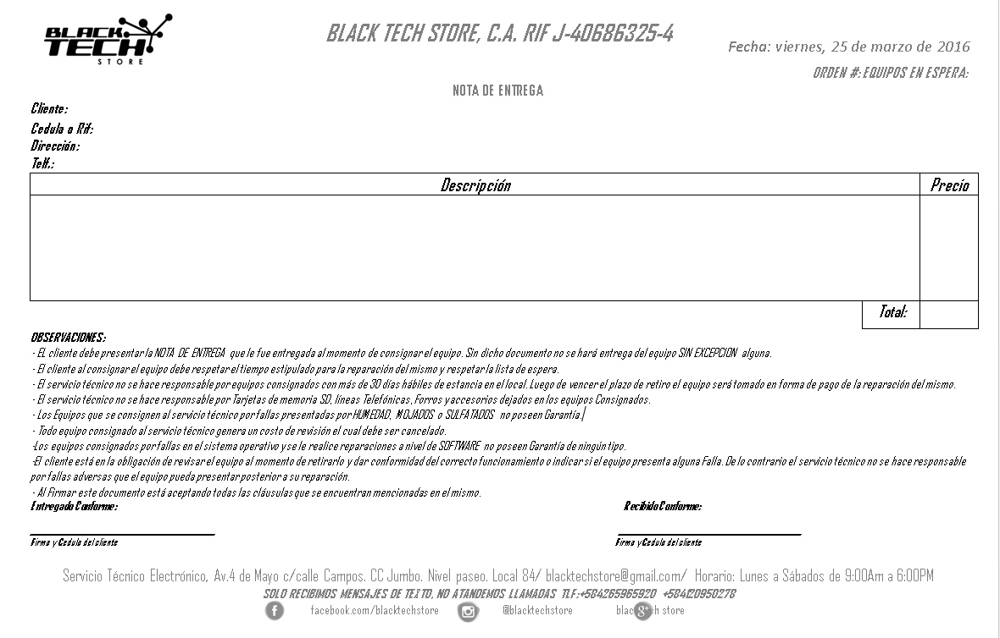 BLACK
TECH
STORE
BLACK TECH STORE, C.A. RIF J-40686325-4
Fecha: viernes, 25 de marzo de 2016
ORDEN #: EQUIPOS EN ESPERA:
NOTA DE ENTREGA
Cliente:
Cedula o Rif:
Dirección:
Telf.:
Descripción Precio
Total:
OBSERVACIONES:
- EL cliente debe presentar la NOTA DE ENTREGA que le fue entregada al momento de consignar el equipo. Sin dicho documento no se hará entrega del equipo SIN EXCEPCION alguna.
- El cliente al consignar el equipo debe respetar el tiempo estipulado para la reparación del mismo y respetar la lista de espera.
- El servicio técnico no se hace responsable por equipos consignados con más de 30 días hábiles de estancia en el local. Luego de vencer el plazo de retiro el equipo será tomado en forma de pago de la reparación del mismo.
- El servicio técnico no se hace responsable por Tarjetas de memoria SD, líneas Telefónicas, Forros y accesorios dejados en los equipos Consignados.
- Los Equipos que se consignen al servicio técnico por fallas presentadas por HUMEDAD, MOJADOS o SULFATADOS no poseen Garantía.
- Todo equipo consignado al servicio técnico genera un costo de revisión el cual debe ser cancelado.
-Los equipos consignados por fallas en el sistema operativo y se le realice reparaciones a nivel de SOFTWARE no poseen Garantía de ningún tipo.
-El cliente está en la obligación de revisar el equipo al momento de retirarlo y dar conformidad del correcto funcionamiento o indicar si el equipo presenta alguna Falla. De lo contrario el servicio técnico no se hace responsable
por fallas adversas que el equipo pueda presentar posterior a su reparación.
- Al Firmar este documento está aceptando todas las cláusulas que se encuentran mencionadas en el mismo.
Entregado Conforme: Recibido Conforme:
Firma y Cedula del cliente Firma y Cedula del cliente
Servicio Técnico Electrónico, Av.4 de Mayo c/calle Campos. CC Jumbo. Nivel paseo. Local 84/ blacktechstore@gmail.com/ Horario: Lunes a Sábados de 9:00Am a 6:00PM
SOLO RECIBIMOS MENSAJES DE TEXTO, NO ATANDEMOS LLAMADAS TLF:+584265965920 +584120950278
facebook.com/blacktechstore @blacktechstore h store